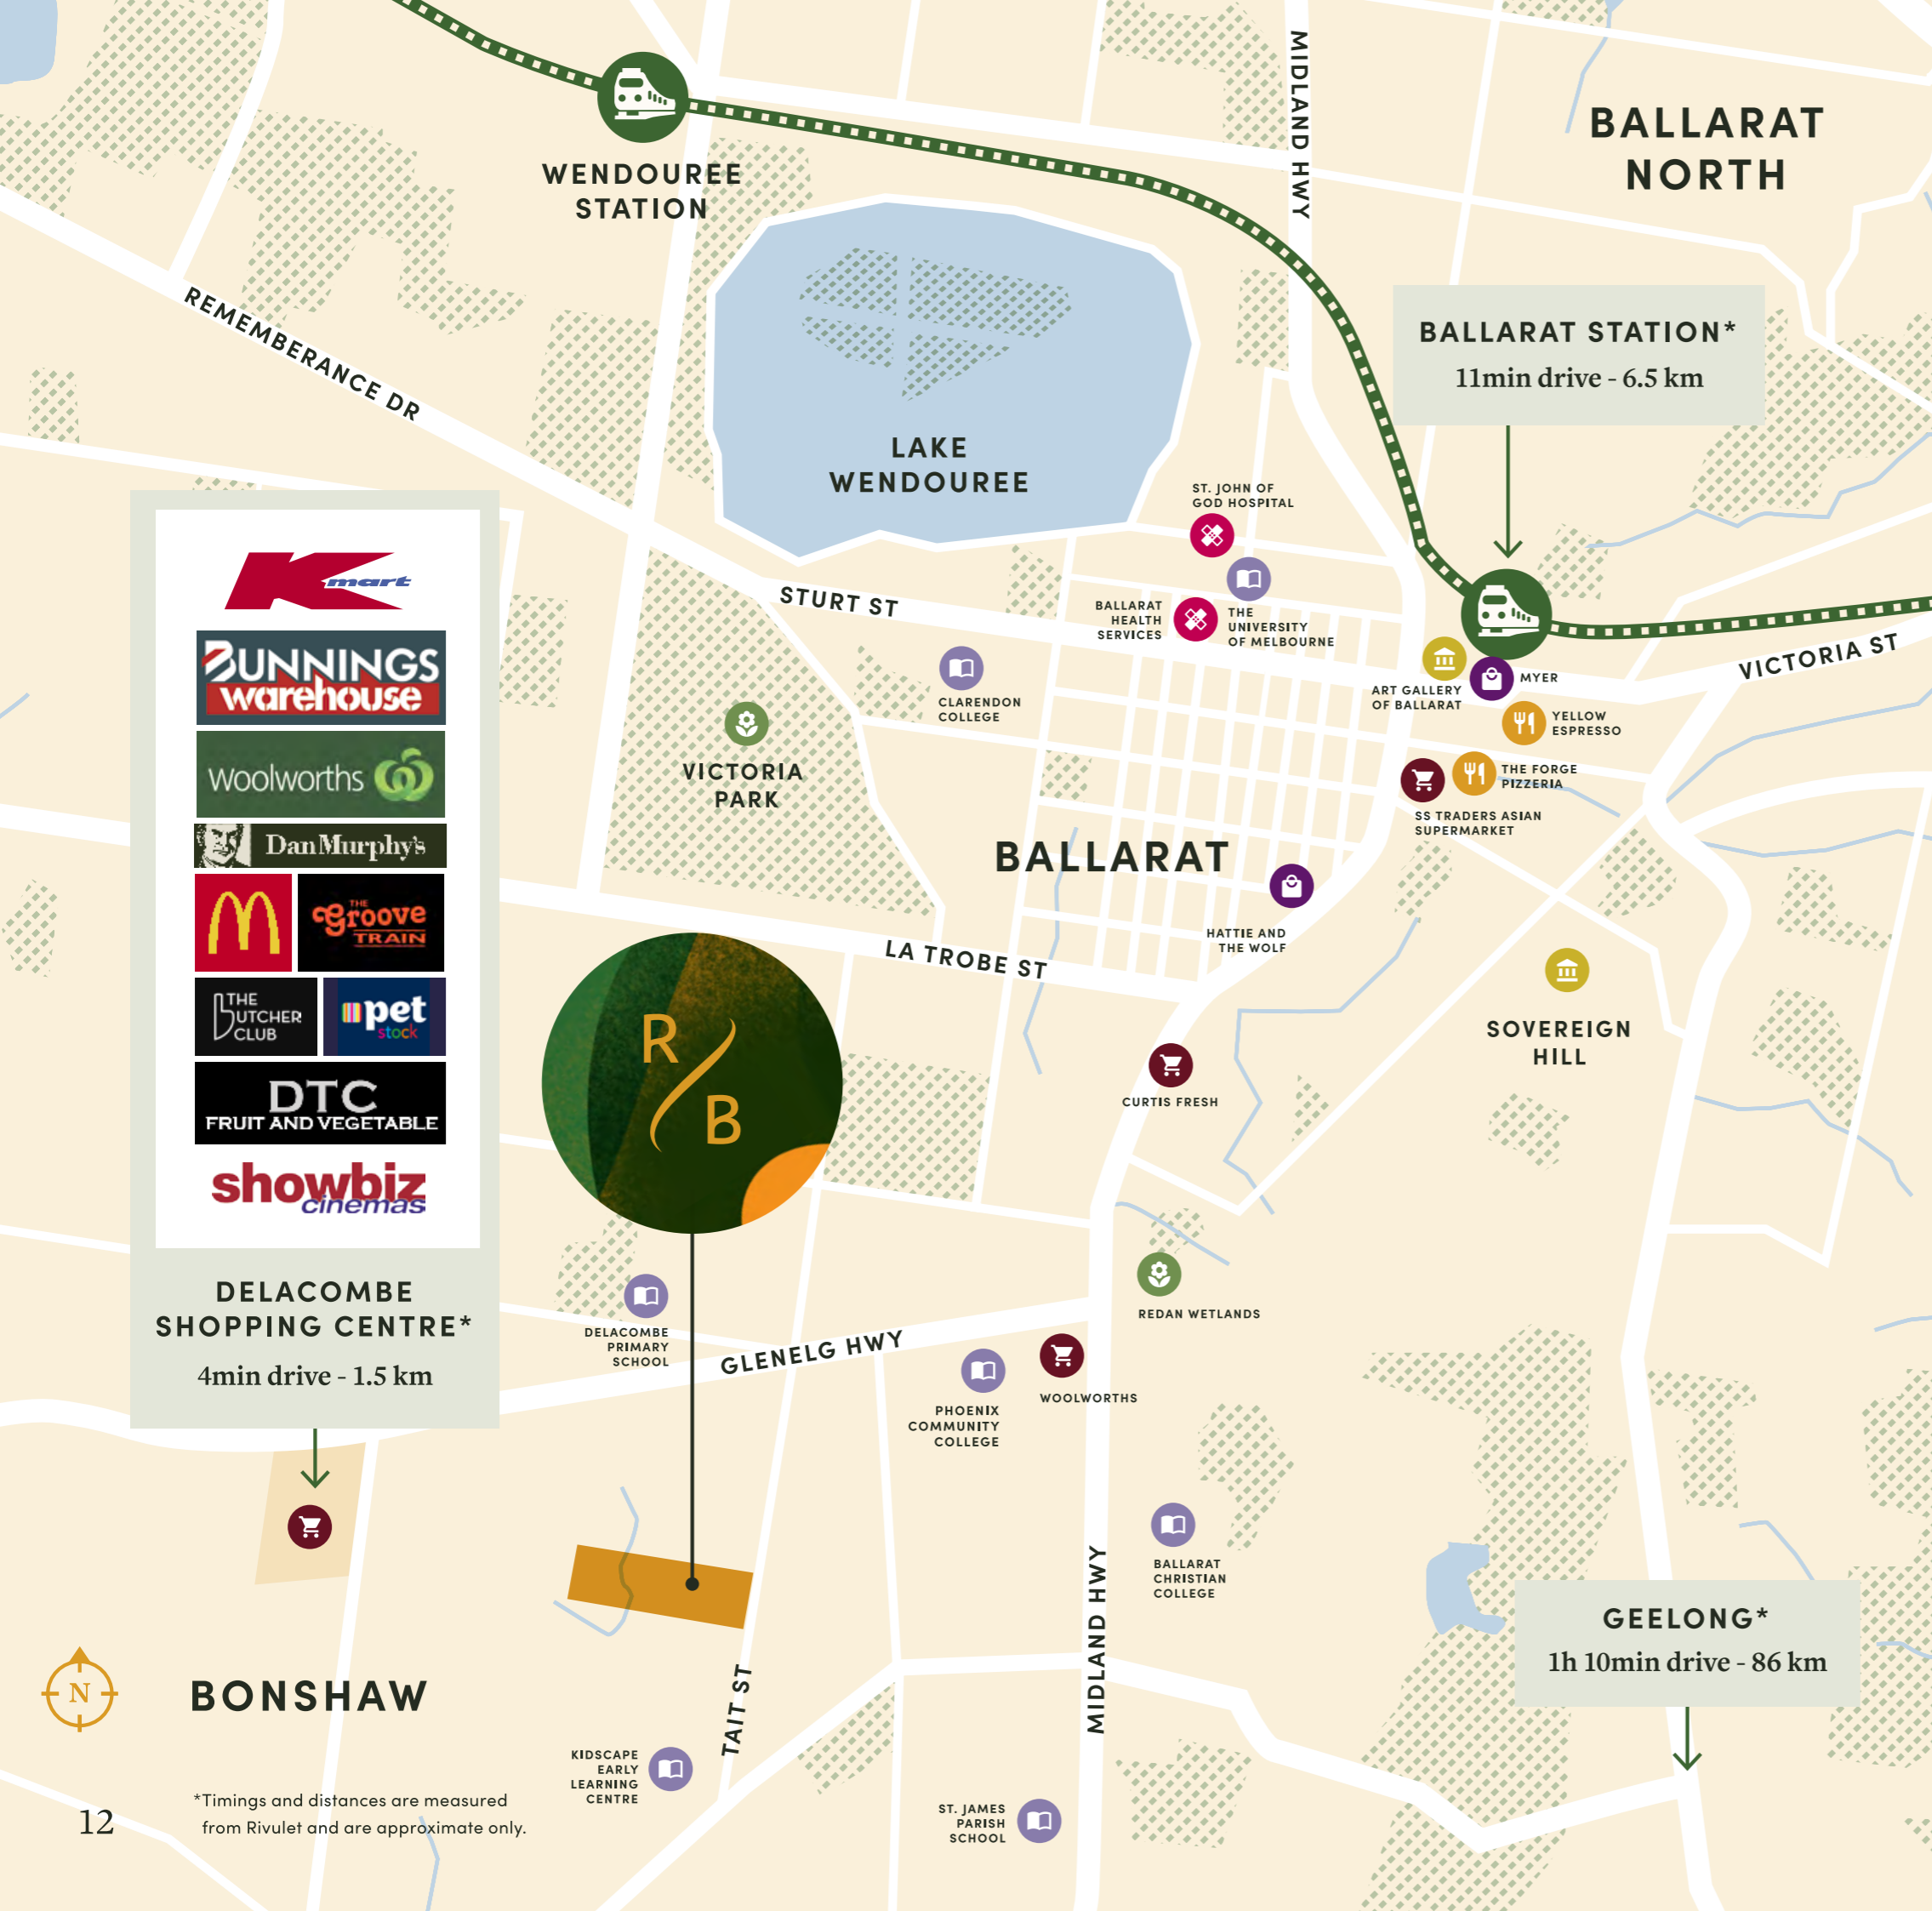 MIDLAND HWY
BALLARAT
NORTH
WENDOUREE
STATION
REMEMBERANCE DR
BALLARAT STATION*
11min drive - 6.5 km
LAKE
WENDOUREE
ST. JOHN OF
GOD HOSPITAL
STURT ST
BALLARAT
HEALTH
SERVICES
THE
UNIVERSITY
OF MELBOURNE
VICTORIA ST
ART GALLERY
OF BALLARAT
MYER
YELLOW
ESPRESSO
CLARENDON
COLLEGE
VICTORIA
PARK
THE FORGE
PIZZERIA
SS TRADERS ASIAN
SUPERMARKET
BALLARAT
HATTIE AND
THE WOLF
LA TROBE ST
SOVEREIGN
HILL
CURTIS FRESH
R
B
K
mart
BUNNINGS
warehouse
Woolworths
Dan Murphy's
THE
Groove
TRAIN
THE
BUTCHER
CLUB
pet
stock
DTC
FRUIT AND VEGETABLE
showbiz
cinemas
DELACOMBE
SHOPPING CENTRE*
4min drive - 1.5 km
DELACOMBE
PRIMARY
SCHOOL
GLENELG HWY
REDAN WETLANDS
WOOLWORTHS
PHOENIX
COMMUNITY
COLLEGE
BALLARAT
CHRISTIAN
COLLEGE
MIDLAND HWY
GEELONG*
1h 10min drive - 86 km
N
BONSHAW
TAIT ST
KIDSCAPE
EARLY
LEARNING
CENTRE
ST. JAMES
PARISH
SCHOOL
*Timings and distances are measured
from Rivulet and are approximate only.
12